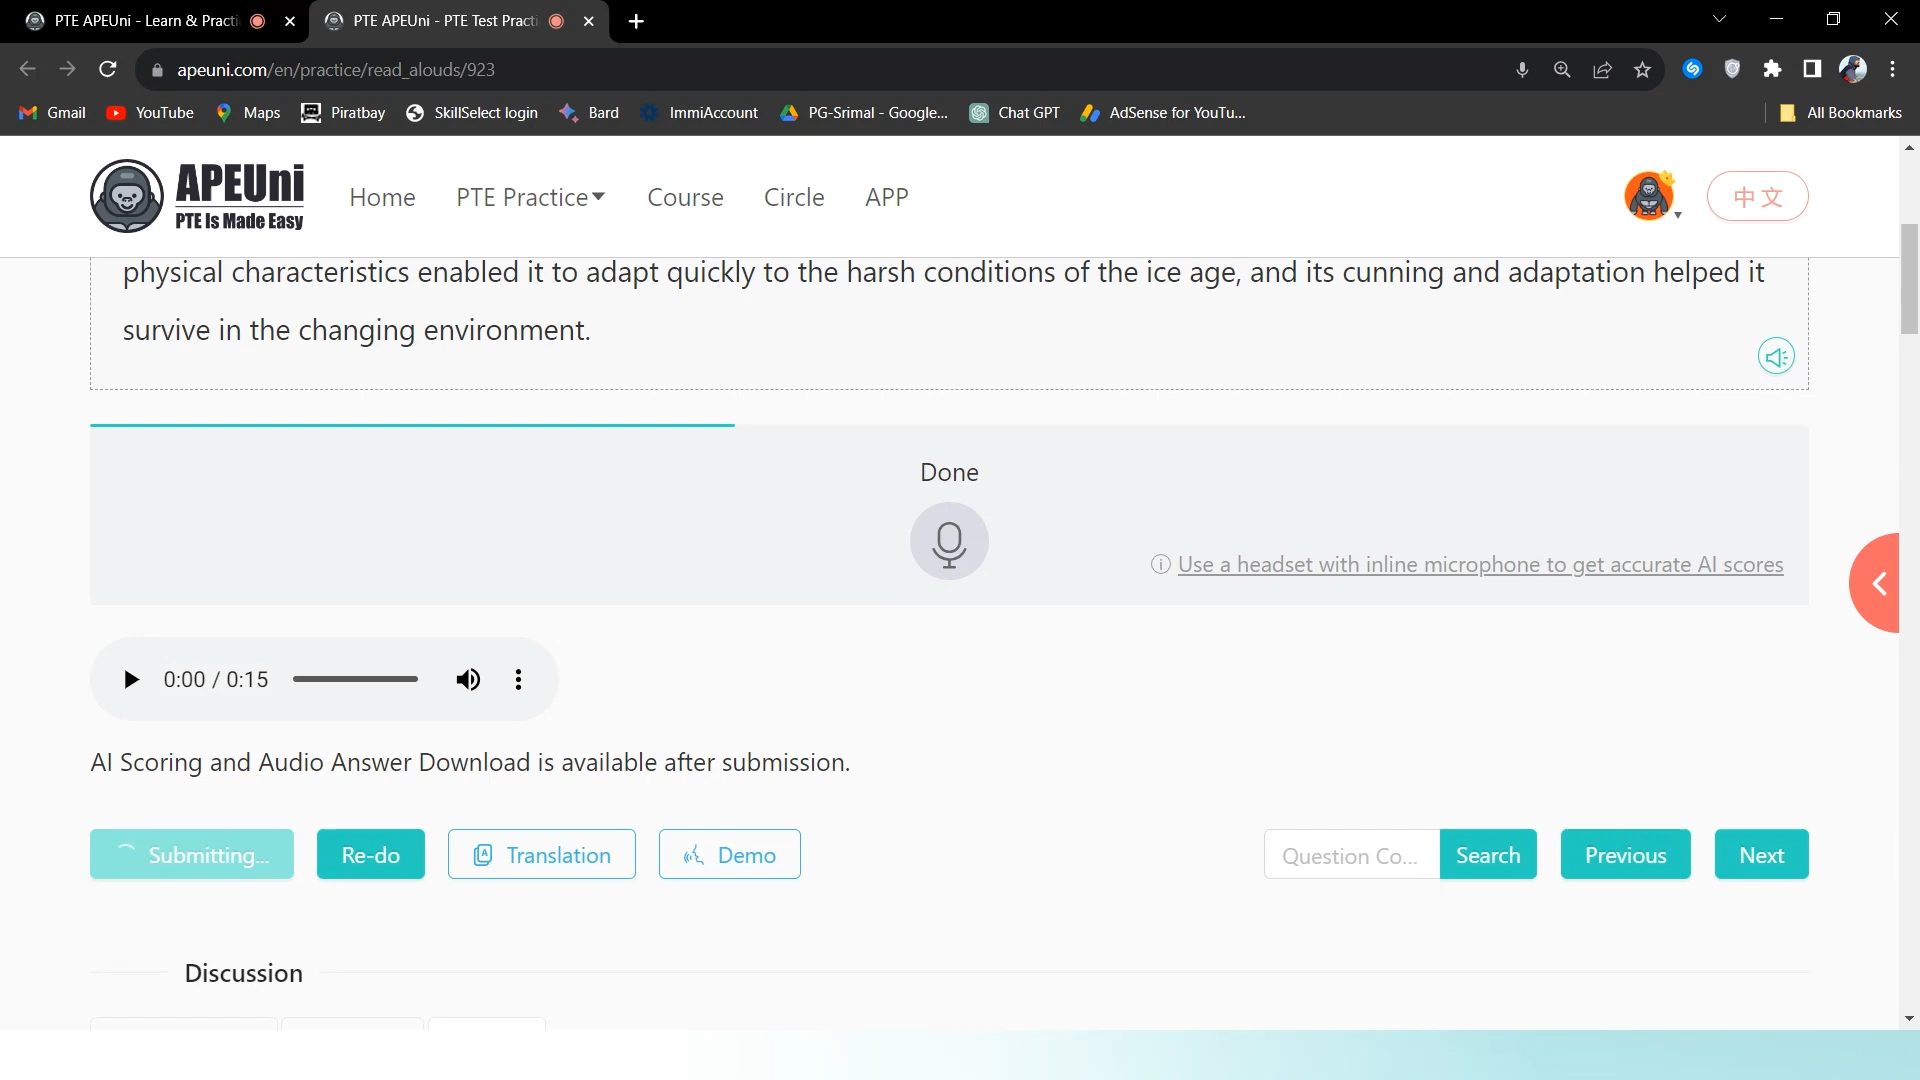 PTE APEUni - Learn & Practi
PTE APEUni - PTE Test Practi
apeuni.com/en/practice/read_alouds/923
Gmail
YouTube
Maps
Piratbay
SkillSelect login
Bard
ImmiAccount
PG-Srimal - Google...
Chat GPT
AdSense for YouTu...
All Bookmarks
APEUni
PTE Is Made Easy
Home
PTE Practice
Course
Circle
APP
中文
physical characteristics enabled it to adapt quickly to the harsh conditions of the ice age, and its cunning and adaptation helped it
survive in the changing environment.
Done
Use a headset with inline microphone to get accurate AI scores
0:00 / 0:15
AI Scoring and Audio Answer Download is available after submission.
Submitting...
Re-do
Translation
Demo
Question Co...
Search
Previous
Next
Discussion